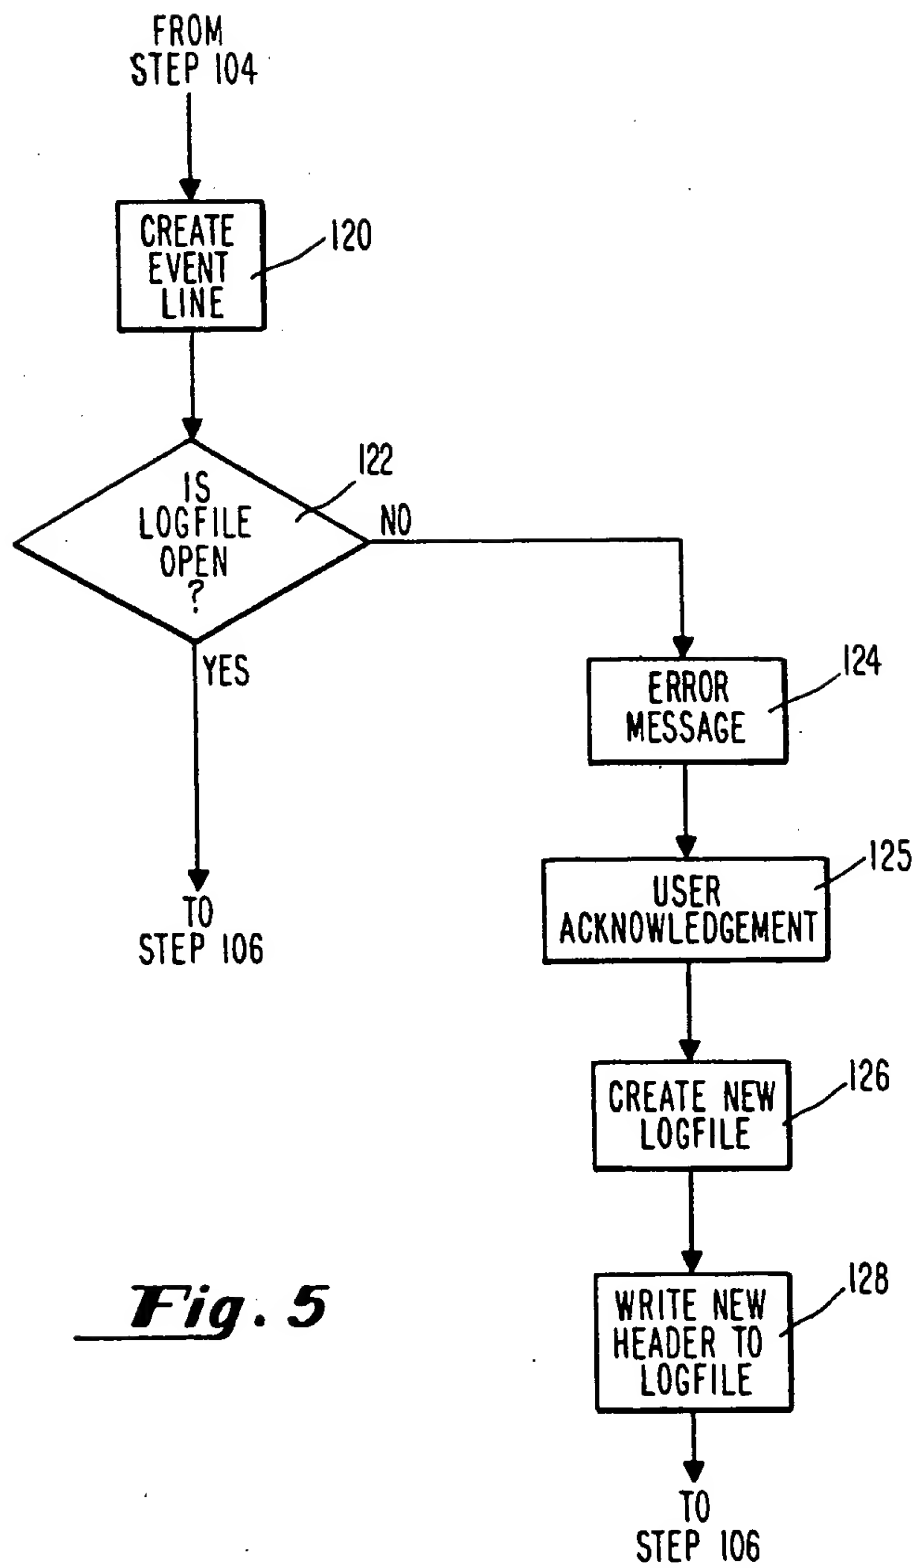 FROM
STEP 104
CREATE
EVENT
LINE
120
IS
LOGFILE
OPEN
?
122
NO
YES
TO
STEP 106
ERROR
MESSAGE
124
USER
ACKNOWLEDGEMENT
125
CREATE NEW
LOGFILE
126
WRITE NEW
HEADER TO
LOGFILE
128
TO
STEP 106
Fig. 5